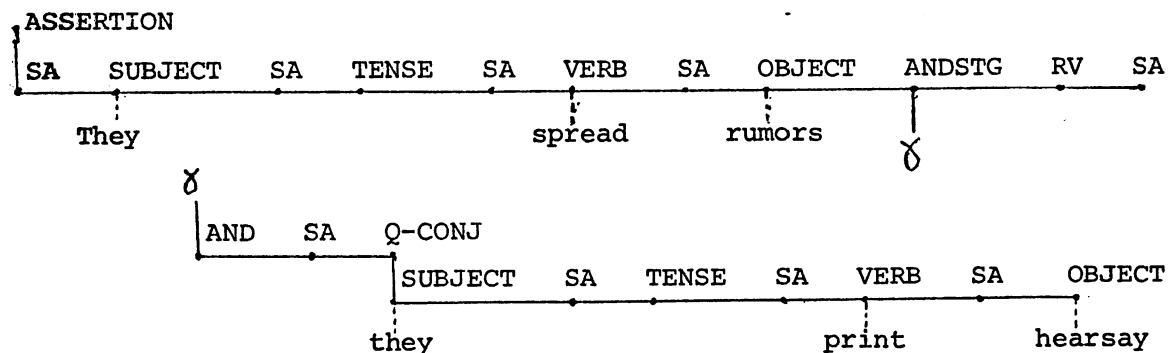 ASSERTION
SA SUBJECT SA TENSE SA VERB SA OBJECT ANDSTG RV SA
They spread rumors
γ
γ
AND SA Q-CONJ
SUBJECT SA TENSE SA VERB SA OBJECT
they print hearsay